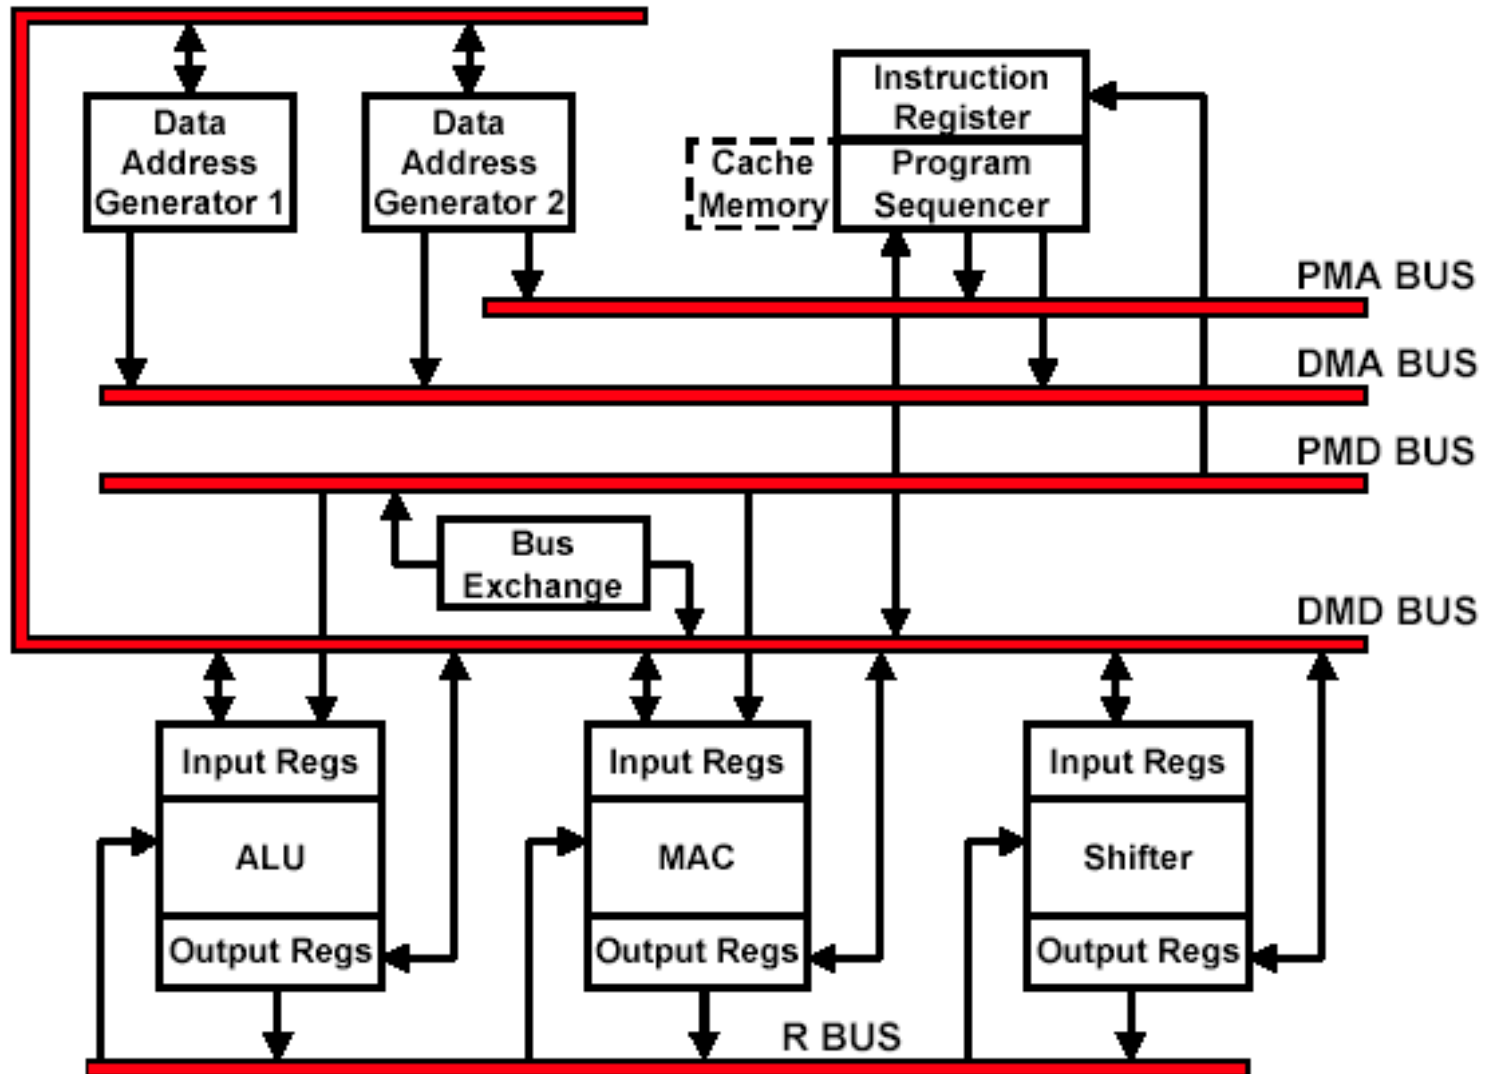 Data
Address
Generator 1
Data
Address
Generator 2
Instruction
Register
Cache
Memory
Program
Sequencer
PMA BUS
DMA BUS
PMD BUS
Bus
Exchange
DMD BUS
Input Regs
ALU
Output Regs
Input Regs
MAC
Output Regs
Input Regs
Shifter
Output Regs
R BUS